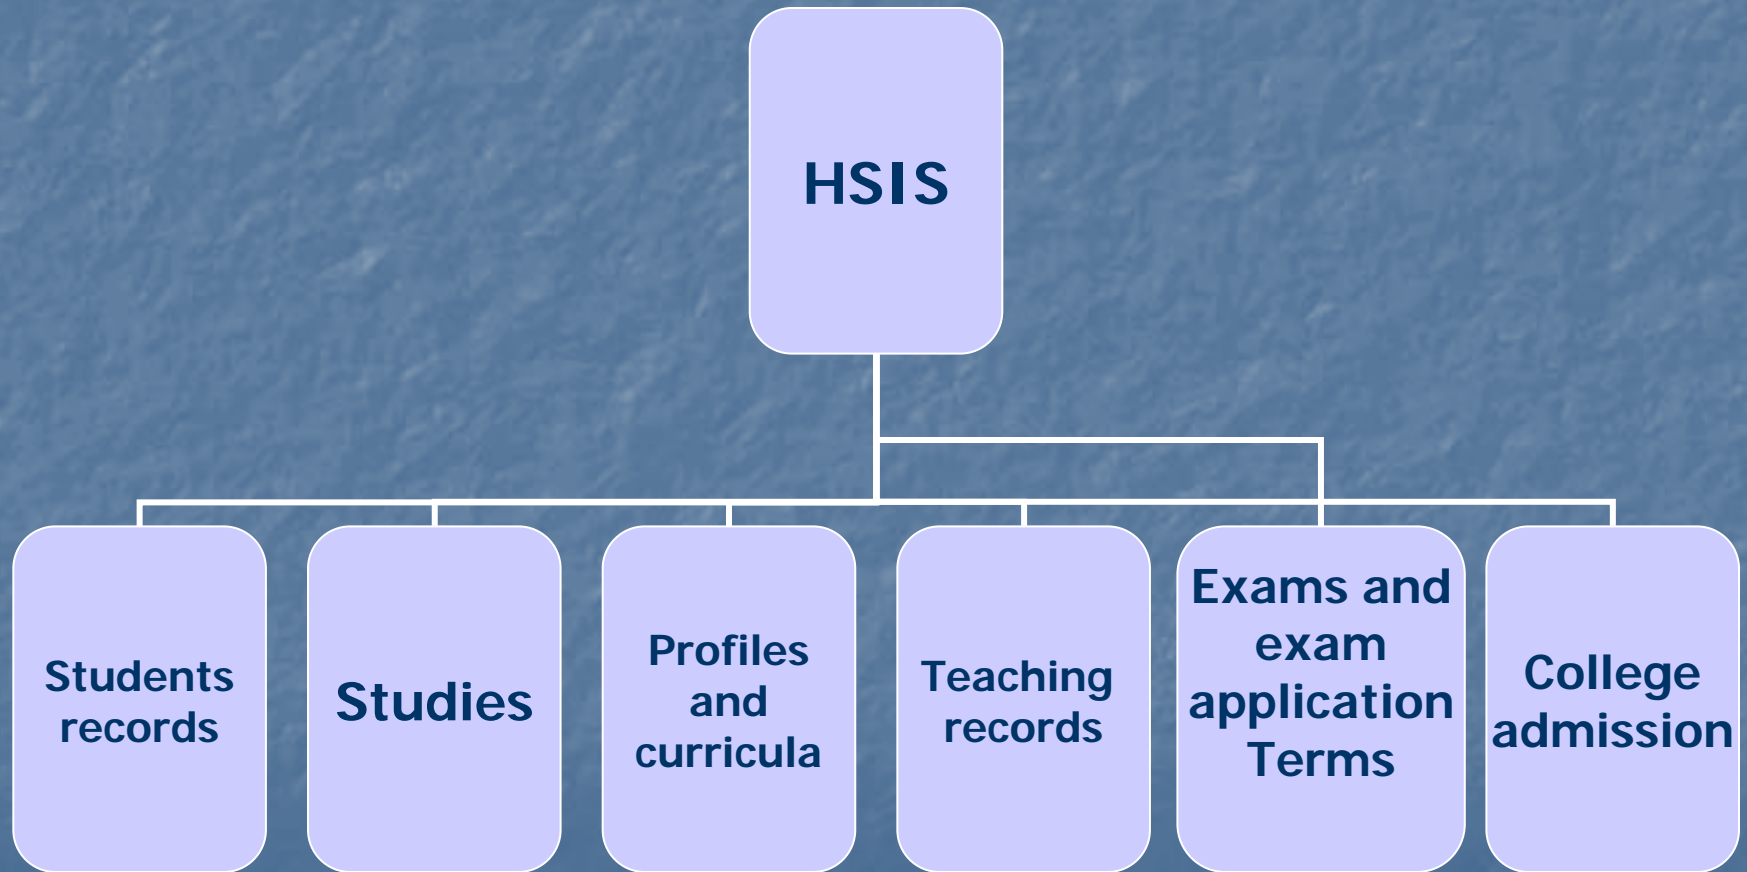 HSIS
Students
records
Studies
Profiles
and
curricula
Teaching
records
Exams and
exam
application
Terms
College
admission